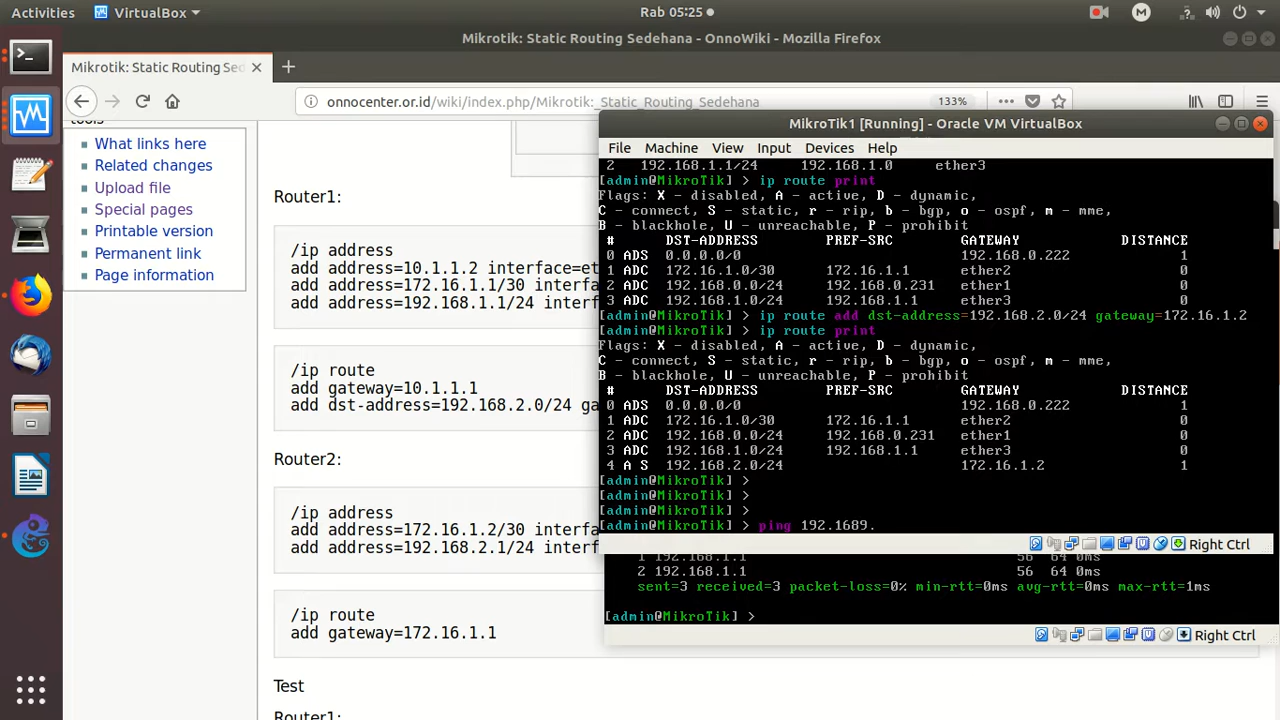 Activities
VirtualBox
Rab 05:25
M
Mikrotik: Static Routing Sedehana - OnnoWiki - Mozilla Firefox
Mikrotik: Static Routing Sed
onnocenter.or.id/wiki/index.php/Mikrotik:_Static_Routing_Sedehana
133%
tools
What links here
Related changes
Upload file
Special pages
Printable version
Permanent link
Page information
Router1:
/ip address
add address=10.1.1.2 interface=et
add address=172.16.1.1/30 interfa
add address=192.168.1.1/24 interf
/ip route
add gateway=10.1.1.1
add dst-address=192.168.2.0/24 ga
Router2:
/ip address
add address=172.16.1.2/30 interfa
add address=192.168.2.1/24 interf
/ip route
add gateway=172.16.1.1
Test
Router1:
MikroTik1 [Running] - Oracle VM VirtualBox
File Machine View Input Devices Help
2 192.168.1.1/24 192.168.1.0 ether3
[admin@MikroTik] > ip route print
Flags: X - disabled, A - active, D - dynamic,
C - connect, S - static, r - rip, b - bgp, o - ospf, m - mme,
B - blackhole, U - unreachable, P - prohibit
# DST-ADDRESS PREF-SRC GATEWAY DISTANCE
0 ADS 0.0.0.0/0 192.168.0.222 1
1 ADC 172.16.1.0/30 172.16.1.1 ether2 0
2 ADC 192.168.0.0/24 192.168.0.231 ether1 0
3 ADC 192.168.1.0/24 192.168.1.1 ether3 0
[admin@MikroTik] > ip route add dst-address=192.168.2.0/24 gateway=172.16.1.2
[admin@MikroTik] > ip route print
Flags: X - disabled, A - active, D - dynamic,
C - connect, S - static, r - rip, b - bgp, o - ospf, m - mme,
B - blackhole, U - unreachable, P - prohibit
# DST-ADDRESS PREF-SRC GATEWAY DISTANCE
0 ADS 0.0.0.0/0 192.168.0.222 1
1 ADC 172.16.1.0/30 172.16.1.1 ether2 0
2 ADC 192.168.0.0/24 192.168.0.231 ether1 0
3 ADC 192.168.1.0/24 192.168.1.1 ether3 0
4 A S 192.168.2.0/24 172.16.1.2 1
[admin@MikroTik] >
[admin@MikroTik] >
[admin@MikroTik] >
[admin@MikroTik] > ping 192.1689.
Right Ctrl
1 192.168.1.1 56 64 0ms
2 192.168.1.1 56 64 0ms
sent=3 received=3 packet-loss=0% min-rtt=0ms avg-rtt=0ms max-rtt=1ms
[admin@MikroTik] >
Right Ctrl